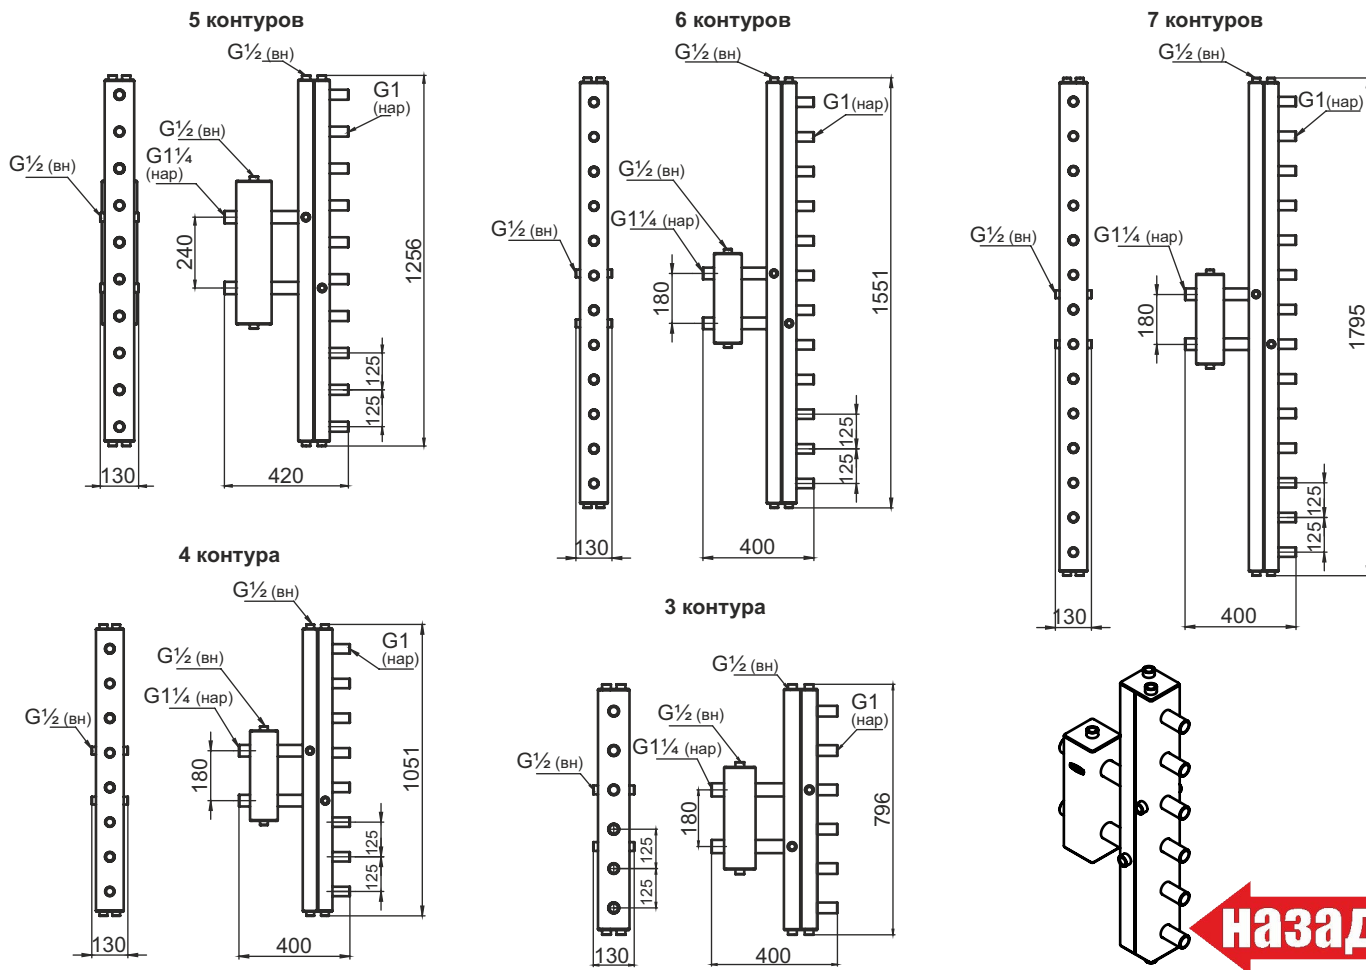 5 контуров
G½ (вн)
G1
(нар)
G½ (вн)
G1¼
(нар)
G½ (вн)
240
1256
125
125
130
420
6 контуров
G½ (вн)
G1(нар)
G½ (вн)
G1¼ (нар)
G½ (вн)
180
1551
125
125
130
400
7 контуров
G½ (вн)
G1(нар)
G½ (вн)
G1¼ (нар)
180
1795
125
125
130
400
4 контура
G½ (вн)
G1
(нар)
G½ (вн)
G1¼ (нар)
G½ (вн)
180
1051
125
125
130
400
3 контура
G½ (вн)
G1
(нар)
G½ (вн)
G1¼ (нар)
G½ (вн)
180
796
125
125
130
400
назад